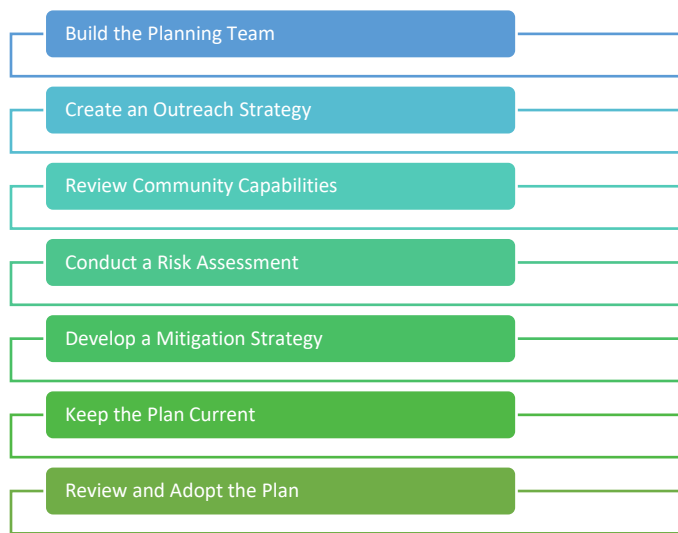 Build the Planning Team
Create an Outreach Strategy
Review Community Capabilities
Conduct a Risk Assessment
Develop a Mitigation Strategy
Keep the Plan Current
Review and Adopt the Plan